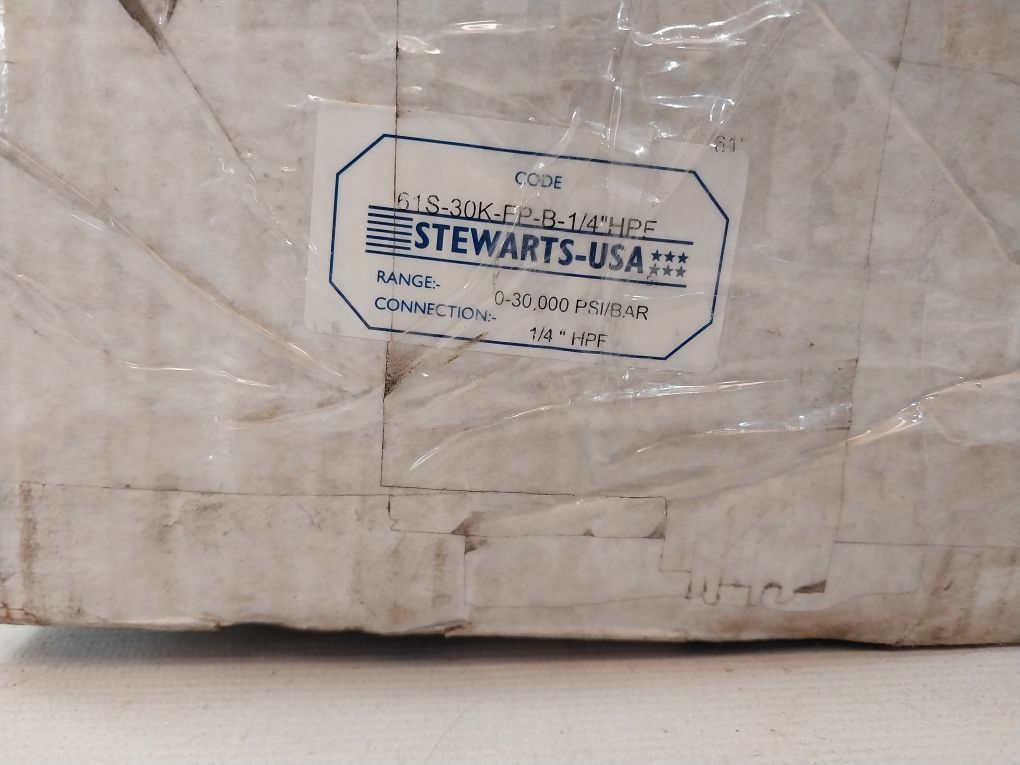 61'
CODE
61S-30K-FP-B-1/4"HPF
STEWARTS-USA
RANGE:- 0-30,000 PSI/BAR
CONNECTION:- 1/4 " HPF